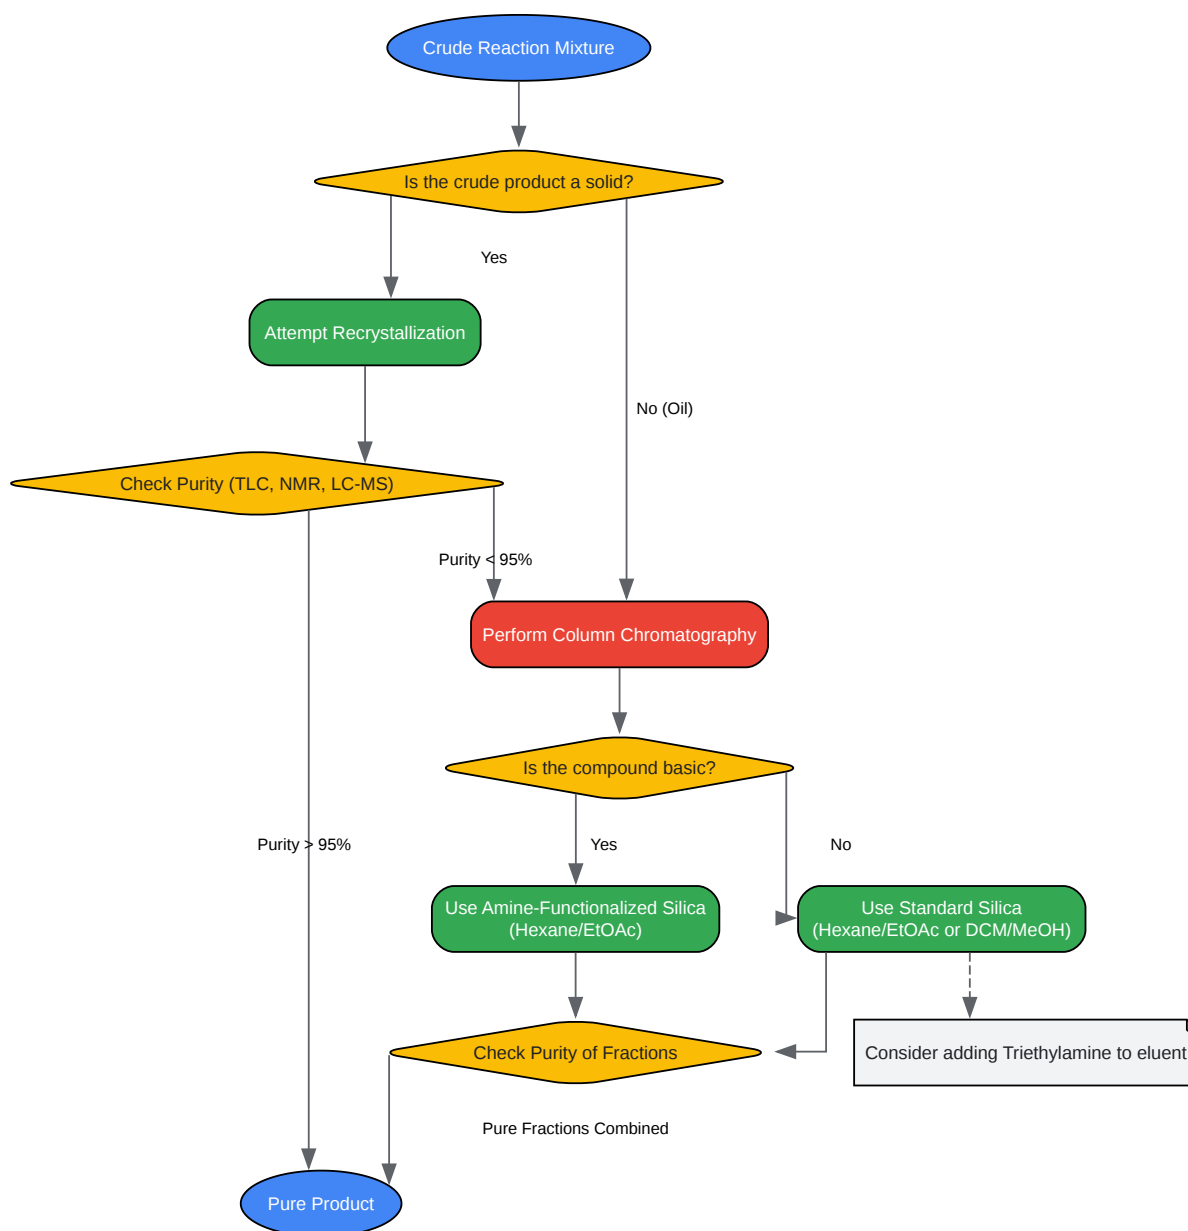 Crude Reaction Mixture
Is the crude product a solid?
Yes
Attempt Recrystallization
No (Oil)
Check Purity (TLC, NMR, LC-MS)
Purity < 95%
Perform Column Chromatography
Is the compound basic?
Purity > 95%
Yes
No
Use Amine-Functionalized Silica
(Hexane/EtOAc)
Use Standard Silica
(Hexane/EtOAc or DCM/MeOH)
Check Purity of Fractions
Consider adding Triethylamine to eluent
Pure Fractions Combined
Pure Product